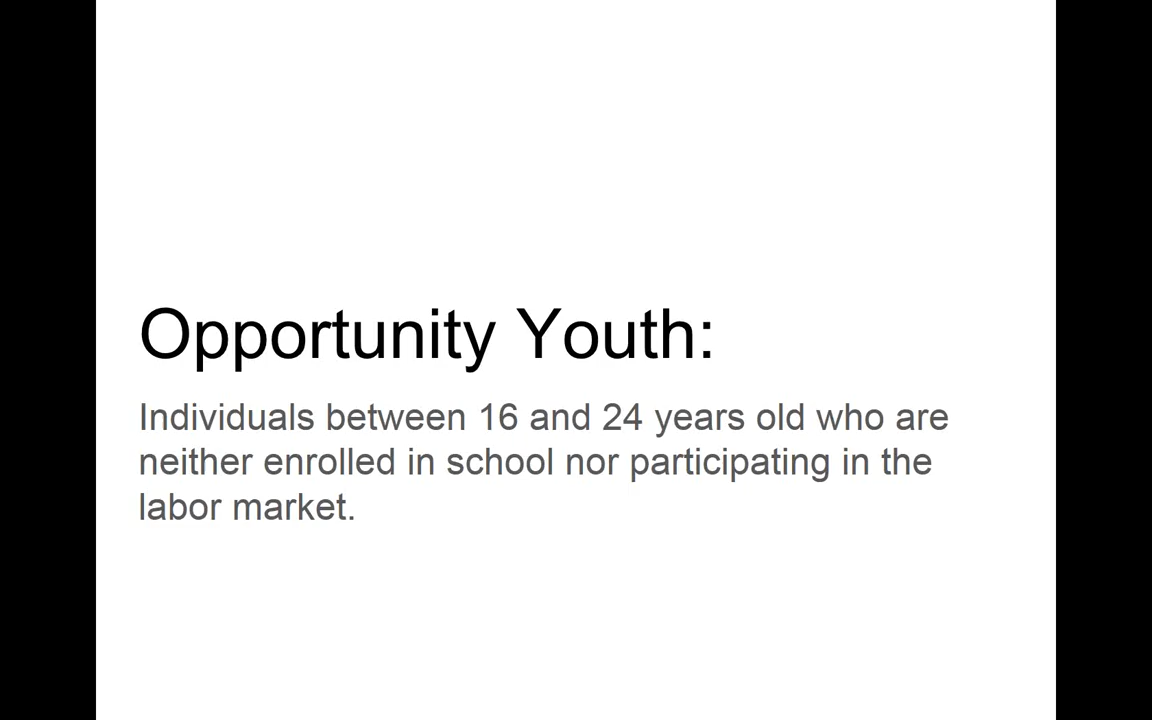 Opportunity Youth:
Individuals between 16 and 24 years old who are
neither enrolled in school nor participating in the
labor market.